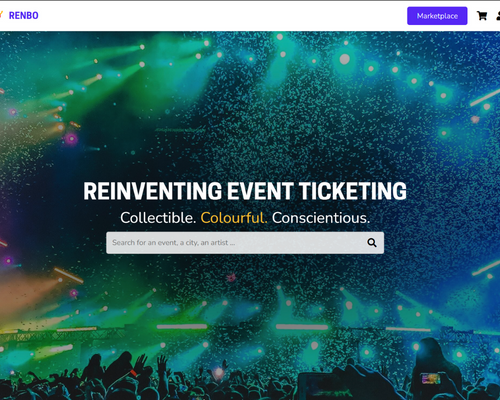 RENBO
Marketplace
REINVENTING EVENT TICKETING
Collectible. Colourful. Conscientious.
Search for an event, a city, an artist ...